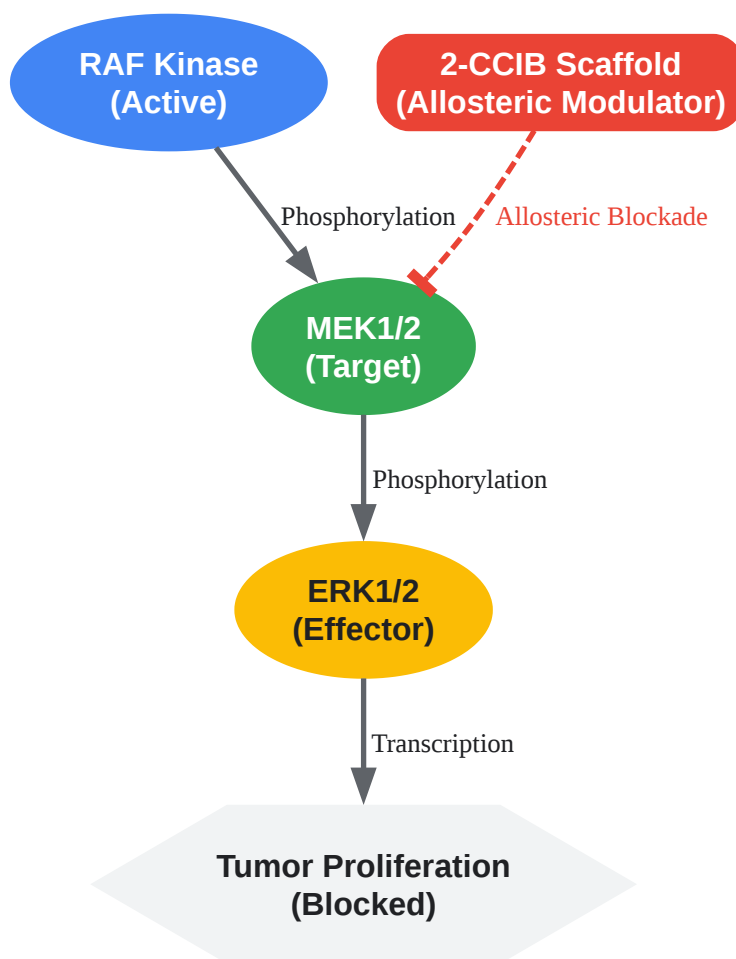 RAF Kinase
(Active)
2-CCIB Scaffold
(Allosteric Modulator)
Phosphorylation
Allosteric Blockade
MEK1/2
(Target)
Phosphorylation
ERK1/2
(Effector)
Transcription
Tumor Proliferation
(Blocked)